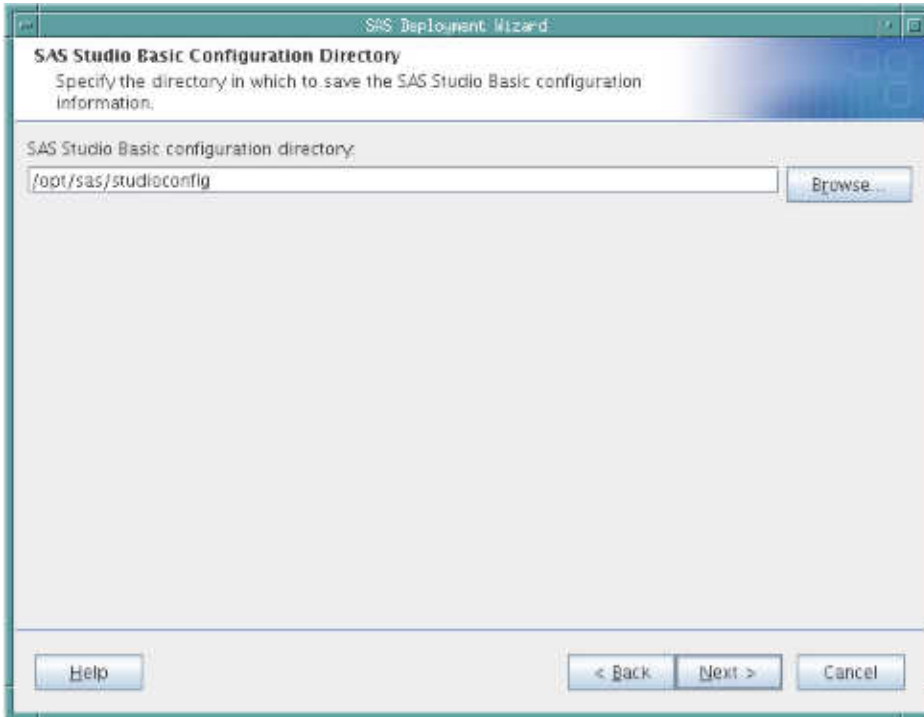 SAS Deployment Wizard
SAS Studio Basic Configuration Directory
Specify the directory in which to save the SAS Studio Basic configuration
information.
SAS Studio Basic configuration directory:
/opt/sas/studioconfig
Browse...
Help
< Back
Next >
Cancel